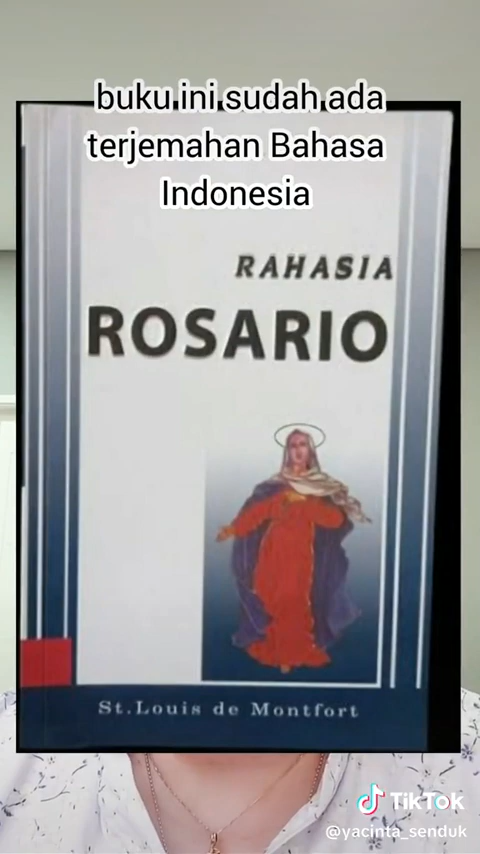 buku ini sudah ada
terjemahan Bahasa
Indonesia
RAHASIA
ROSARIO
St.Louis de Montfort
TikTok
@yacinta_senduk